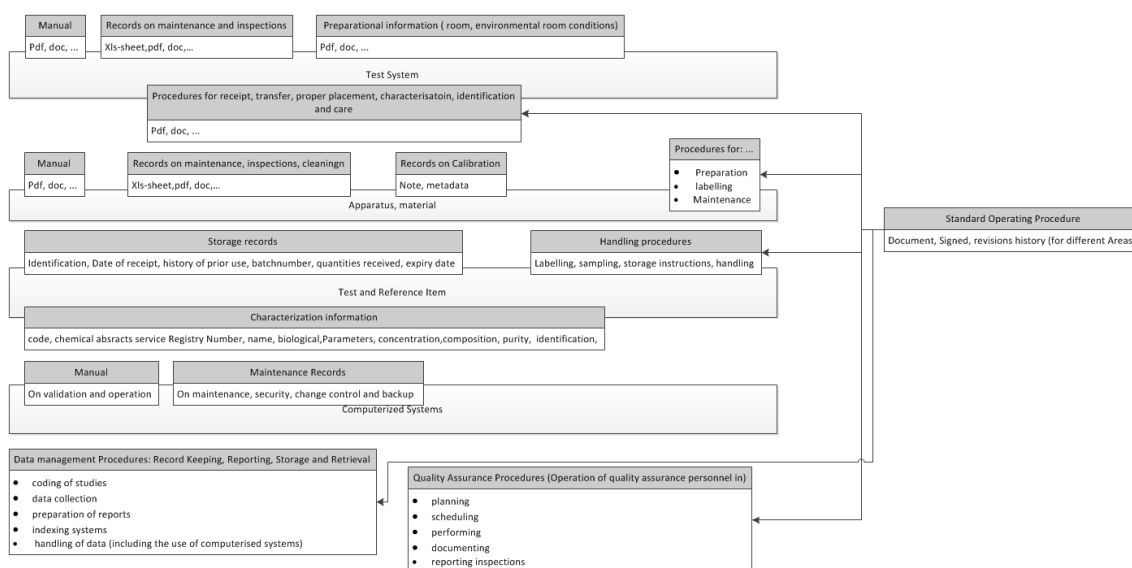 Manual
Pdf, doc, ...
Records on maintenance and inspections
Xls-sheet,pdf, doc,...
Preparational information ( room, environmental room conditions)
Pdf, doc, ...
Test System
Procedures for receipt, transfer, proper placement, characterisatoin, identification
and care
Pdf, doc, ...
Manual
Pdf, doc, ...
Records on maintenance, inspections, cleaningn
Xls-sheet,pdf, doc,...
Records on Calibration
Note, metadata
Procedures for: ...
• Preparation
• labelling
• Maintenance
Apparatus, material
Standard Operating Procedure
Document, Signed, revisions history (for different Areas
Storage records
Identification, Date of receipt, history of prior use, batchnumber, quantities received, expiry date
Handling procedures
Labelling, sampling, storage instructions, handling
Test and Reference Item
Characterization information
code, chemical absracts service Registry Number, name, biological,Parameters, concentration,composition, purity, identification,
Manual
On validation and operation
Maintenance Records
On maintenance, security, change control and backup
Computerized Systems
Data management Procedures: Record Keeping, Reporting, Storage and Retrieval
• coding of studies
• data collection
• preparation of reports
• indexing systems
• handling of data (including the use of computerised systems)
Quality Assurance Procedures (Operation of quality assurance personnel in)
• planning
• scheduling
• performing
• documenting
• reporting inspections